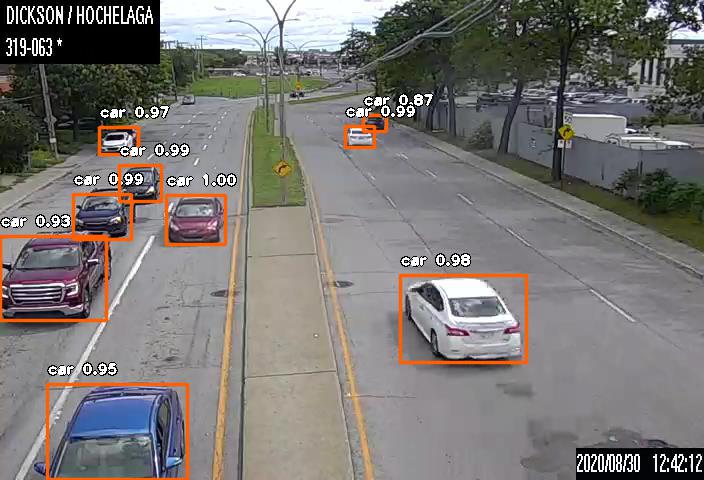 DICKSON / HOCHELAGA
319-063 *
car 0.87
car 0.97
car 0.99
car 0.99
car 0.99
car 1.00
car 0.93
car 0.98
car 0.95
2020/08/30 12:42:12